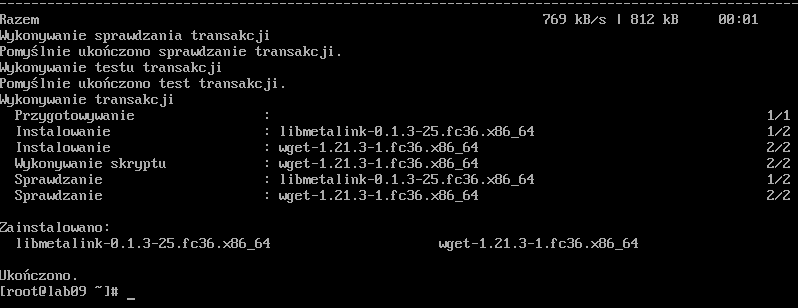 Razem 769 kB/s | 812 kB 00:01
Wykonywanie sprawdzania transakcji
Pomyślnie ukończono sprawdzanie transakcji.
Wykonywanie testu transakcji
Pomyślnie ukończono test transakcji.
Wykonywanie transakcji
Przygotowywanie : 1/1
Instalowanie : libmetalink-0.1.3-25.fc36.x86_64 1/2
Instalowanie : wget-1.21.3-1.fc36.x86_64 2/2
Wykonywanie skryptu : wget-1.21.3-1.fc36.x86_64 2/2
Sprawdzanie : libmetalink-0.1.3-25.fc36.x86_64 1/2
Sprawdzanie : wget-1.21.3-1.fc36.x86_64 2/2
Zainstalowano:
libmetalink-0.1.3-25.fc36.x86_64 wget-1.21.3-1.fc36.x86_64
Ukończono.
[root@lab09 ~]# _